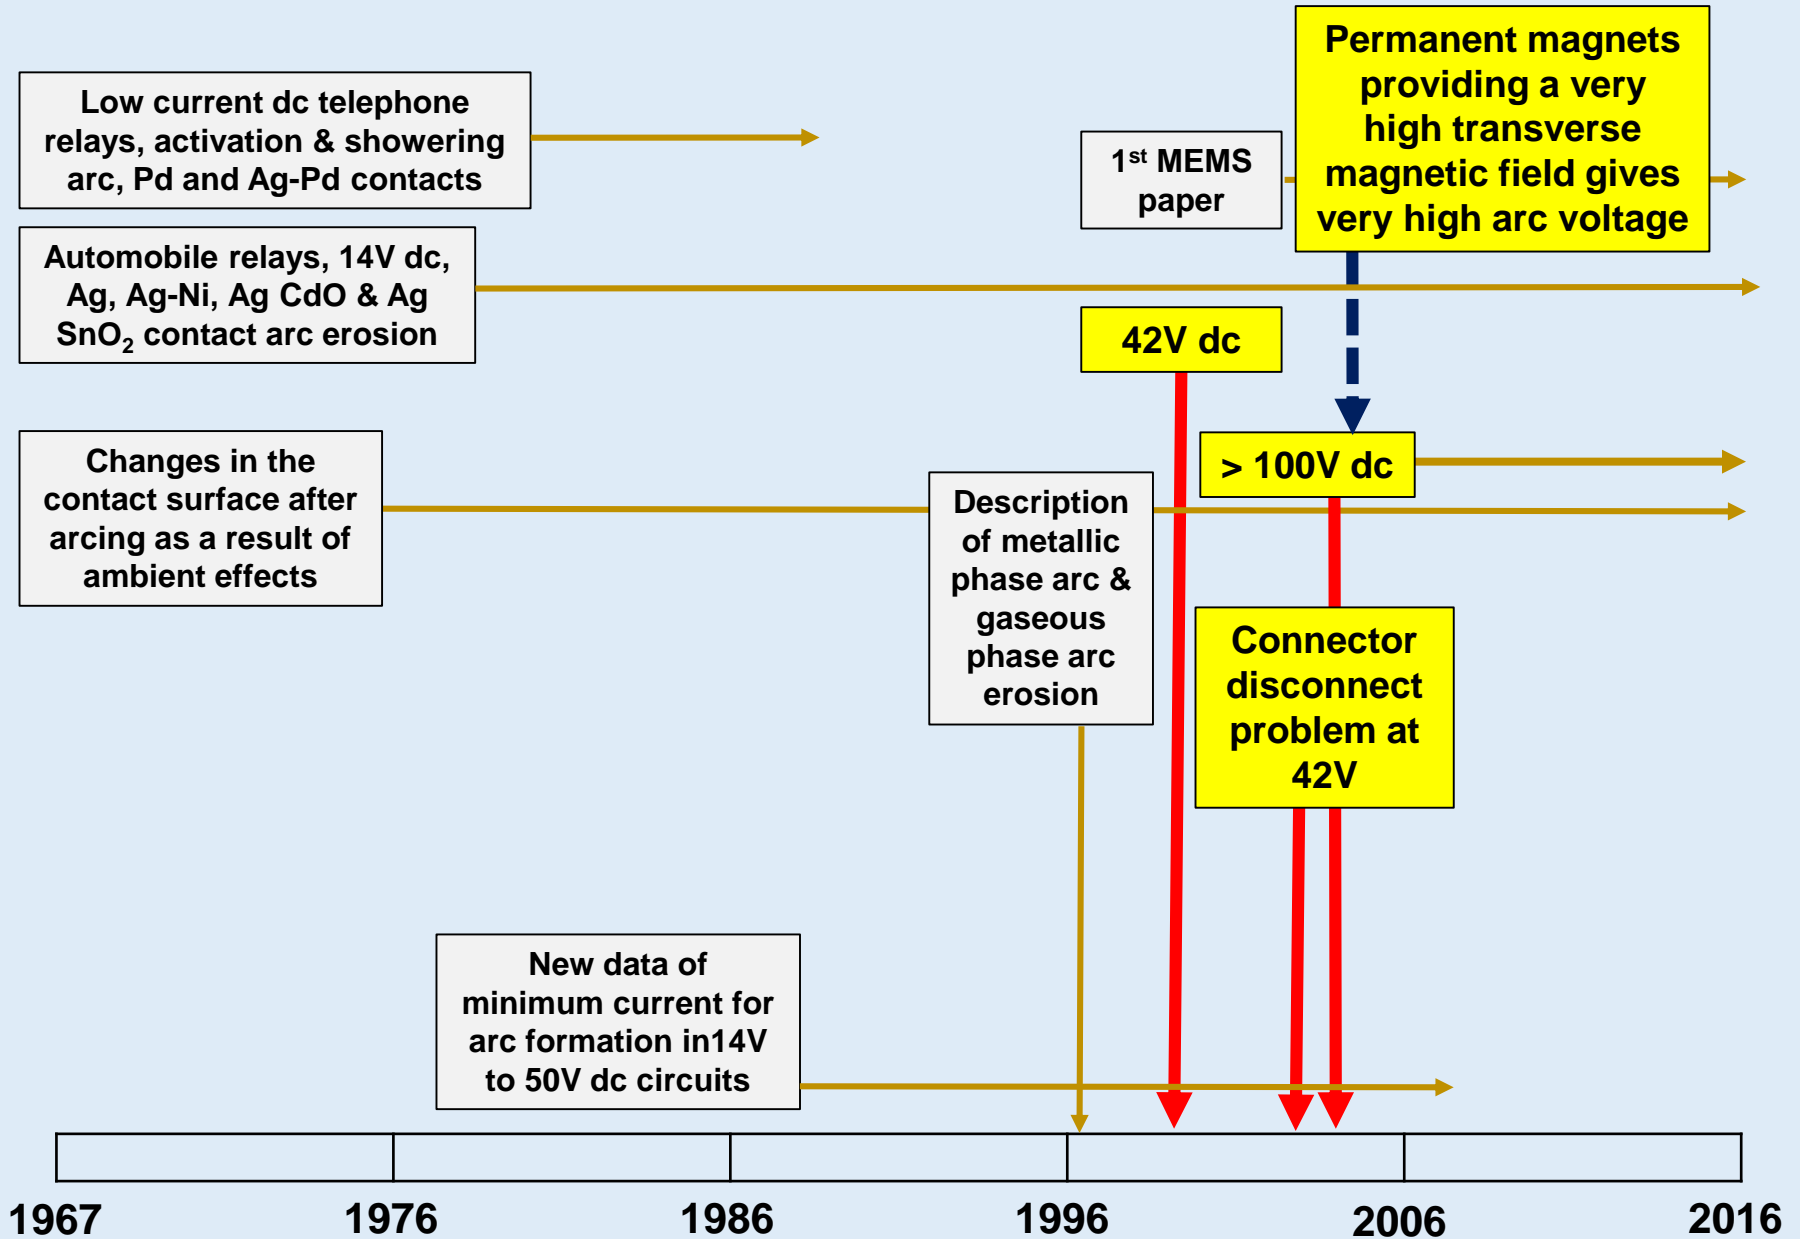 Low current dc telephone
relays, activation & showering
arc, Pd and Ag-Pd contacts
Permanent magnets
providing a very
high transverse
magnetic field gives
very high arc voltage
1st MEMS
paper
Automobile relays, 14V dc,
Ag, Ag-Ni, Ag CdO & Ag
SnO2 contact arc erosion
42V dc
Changes in the
contact surface after
arcing as a result of
ambient effects
> 100V dc
Description
of metallic
phase arc &
gaseous
phase arc
erosion
Connector
disconnect
problem at
42V
New data of
minimum current for
arc formation in14V
to 50V dc circuits
1967 1976 1986 1996 2006 2016